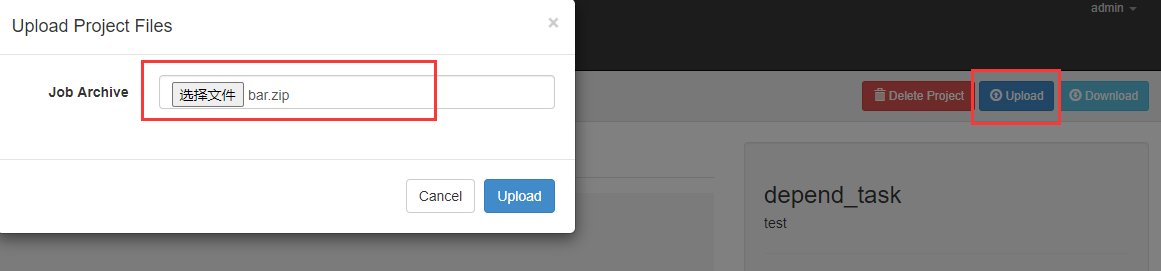 Upload Project Files ×
admin
Job Archive 选择文件 bar.zip
Delete Project Upload Download
Cancel Upload
depend_task
test